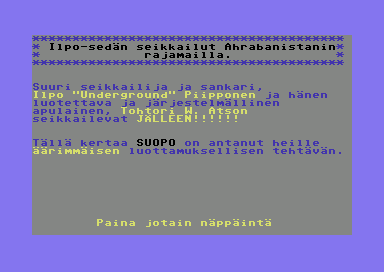 ***************************************
* Ilpo-sedän seikkailut Ahrabanistanin*
* rajamailla. *
***************************************
Suuri seikkailija ja sankari,
Ilpo "Underground" Piipponen ja hänen
luotettava ja järjestelmällinen
apulainen, Tohtori W. Atson
seikkailevat JÄLLEEN!!!!!!
Tällä kertaa SUOPO on antanut heille
äärimmäisen luottamuksellisen tehtävän.
Paina jotain näppäintä